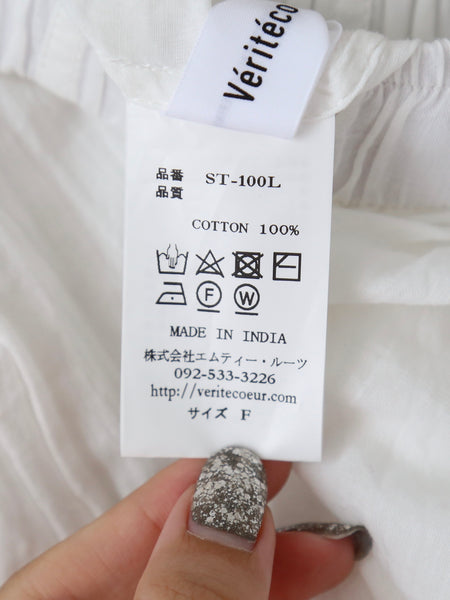 Véritéco
品番 ST-100L
品質
COTTON 100%
F W
MADE IN INDIA
株式会社エムティー・ルーツ
092-533-3226
http://veritecoeur.com
サイズ F